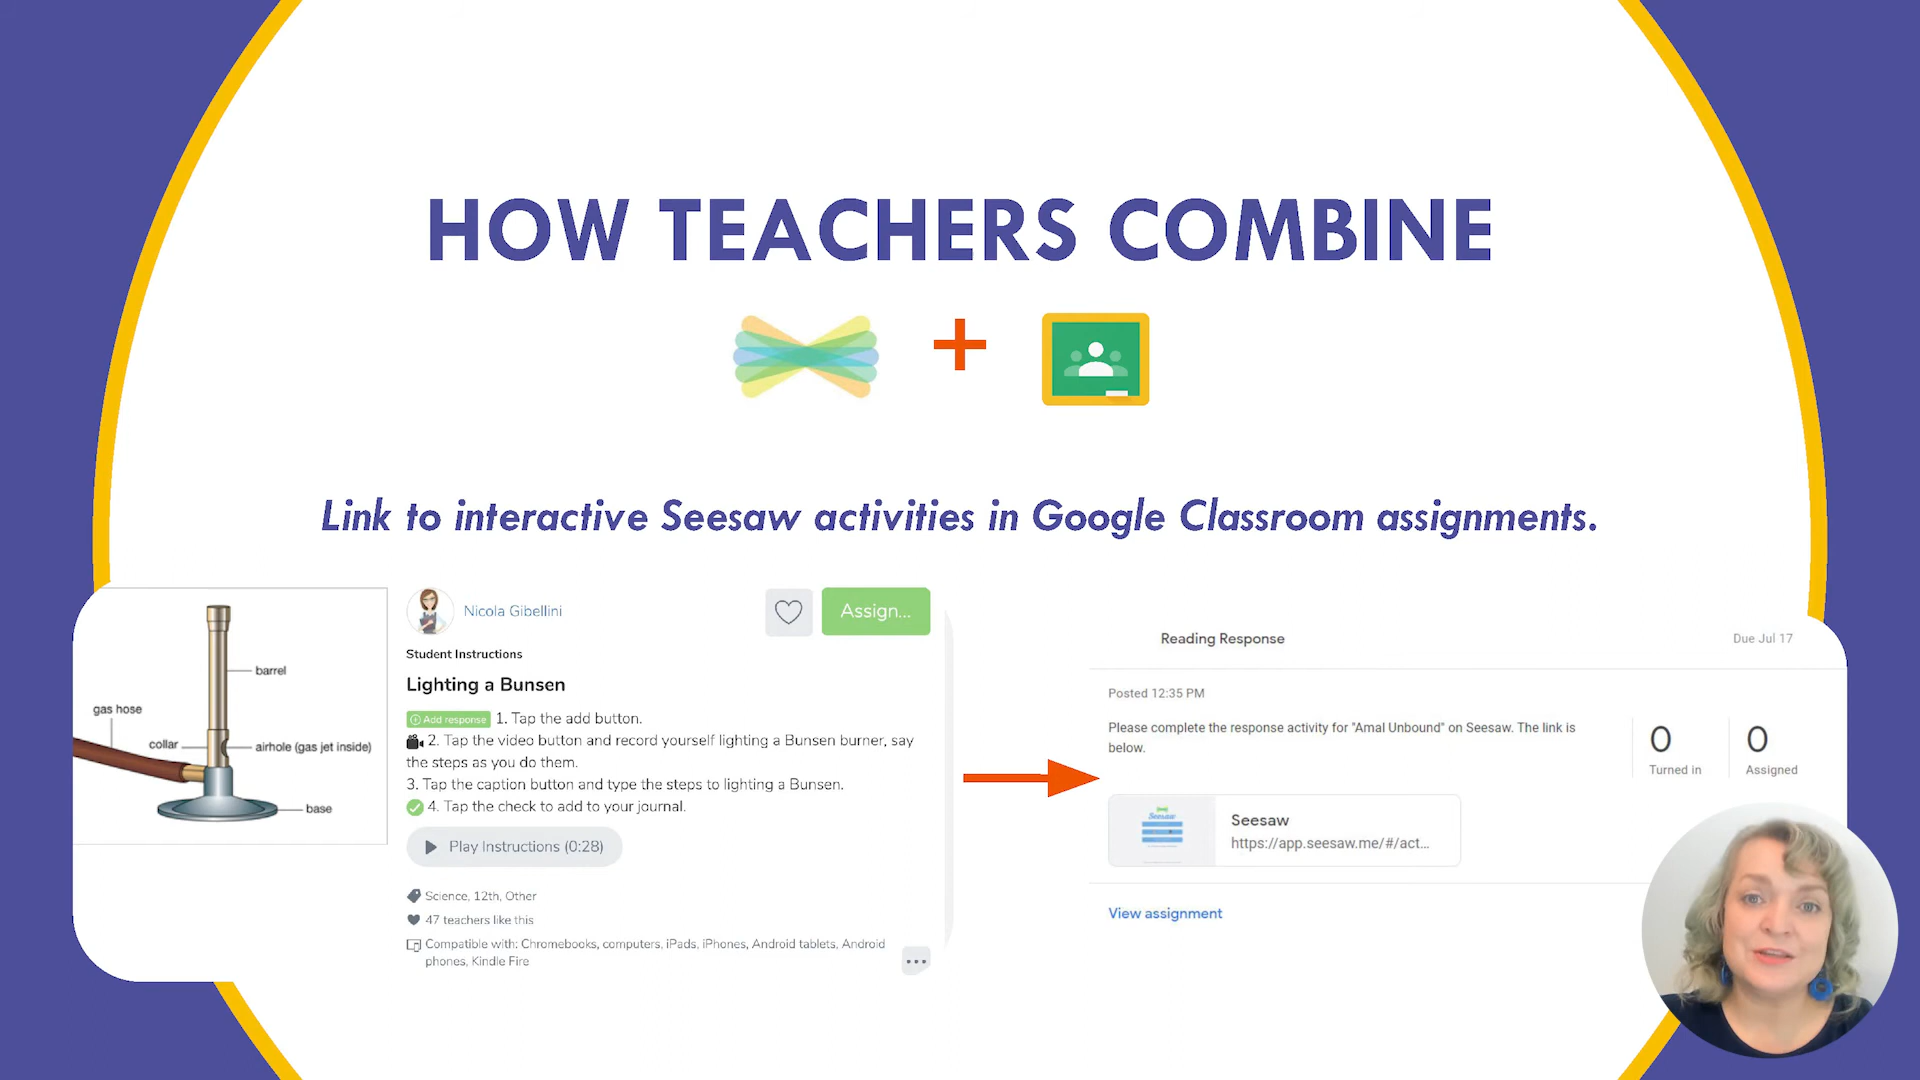 HOW TEACHERS COMBINE
Link to interactive Seesaw activities in Google Classroom assignments.
barrel
gas hose
collar
airhole (gas jet inside)
base
Nicola Gibellini
Assign...
Student Instructions
Lighting a Bunsen
Add response 1. Tap the add button.
2. Tap the video button and record yourself lighting a Bunsen burner, say
the steps as you do them.
3. Tap the caption button and type the steps to lighting a Bunsen.
4. Tap the check to add to your journal.
Play Instructions (0:28)
Science, 12th, Other
47 teachers like this
Compatible with: Chromebooks, computers, iPads, iPhones, Android tablets, Android
phones, Kindle Fire
Reading Response
Due Jul 17
Posted 12:35 PM
Please complete the response activity for "Amal Unbound" on Seesaw. The link is
below.
0
Turned in
0
Assigned
Seesaw
Seesaw
https://app.seesaw.me/#/act...
View assignment